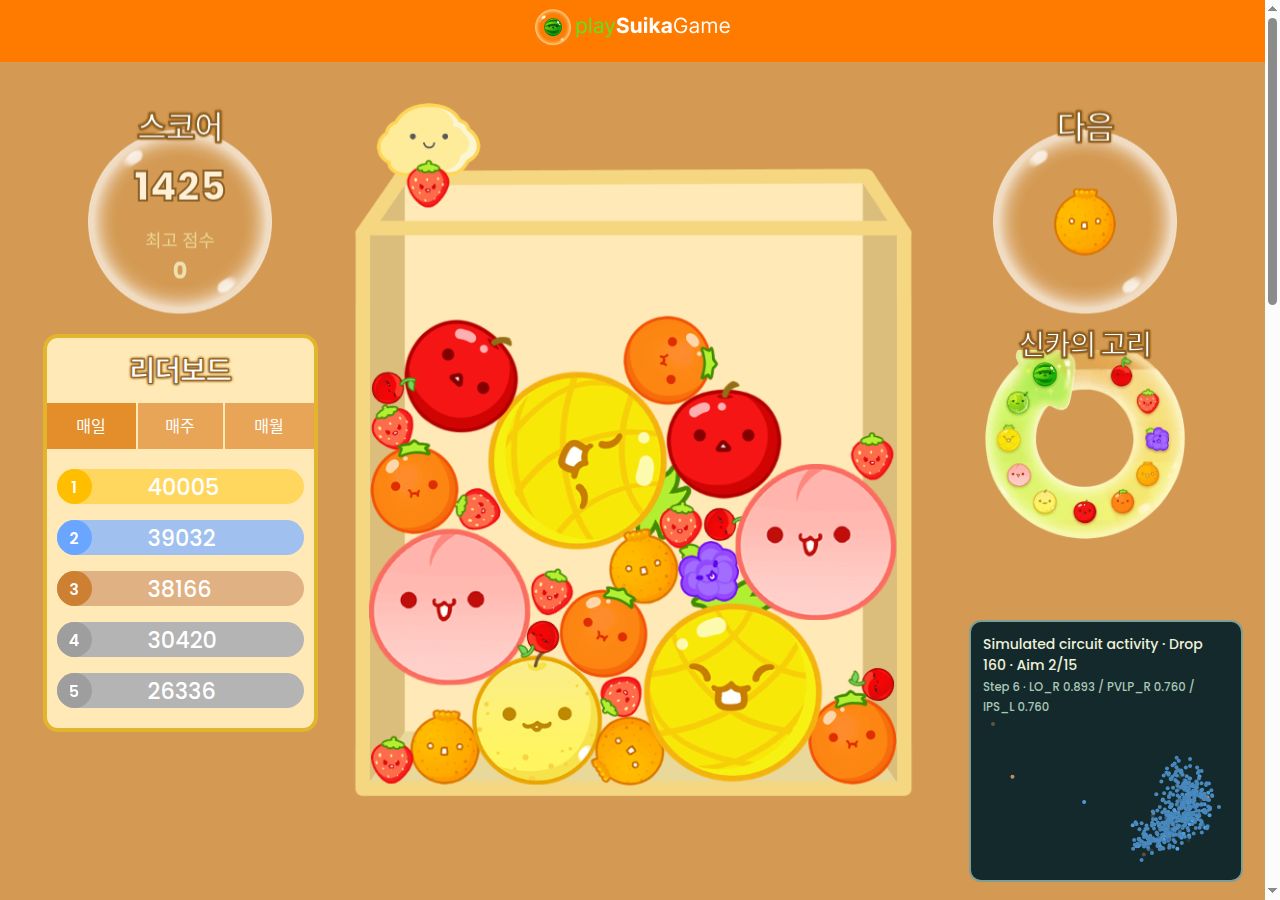 playSuikaGame
스코어
1425
최고 점수
0
다음
리더보드
매일
매주
매월
1
40005
2
39032
3
38166
4
30420
5
26336
신카의 고리
Simulated circuit activity · Drop
160 · Aim 2/15
Step 6 · LO_R 0.893 / PVLP_R 0.760 /
IPS_L 0.760